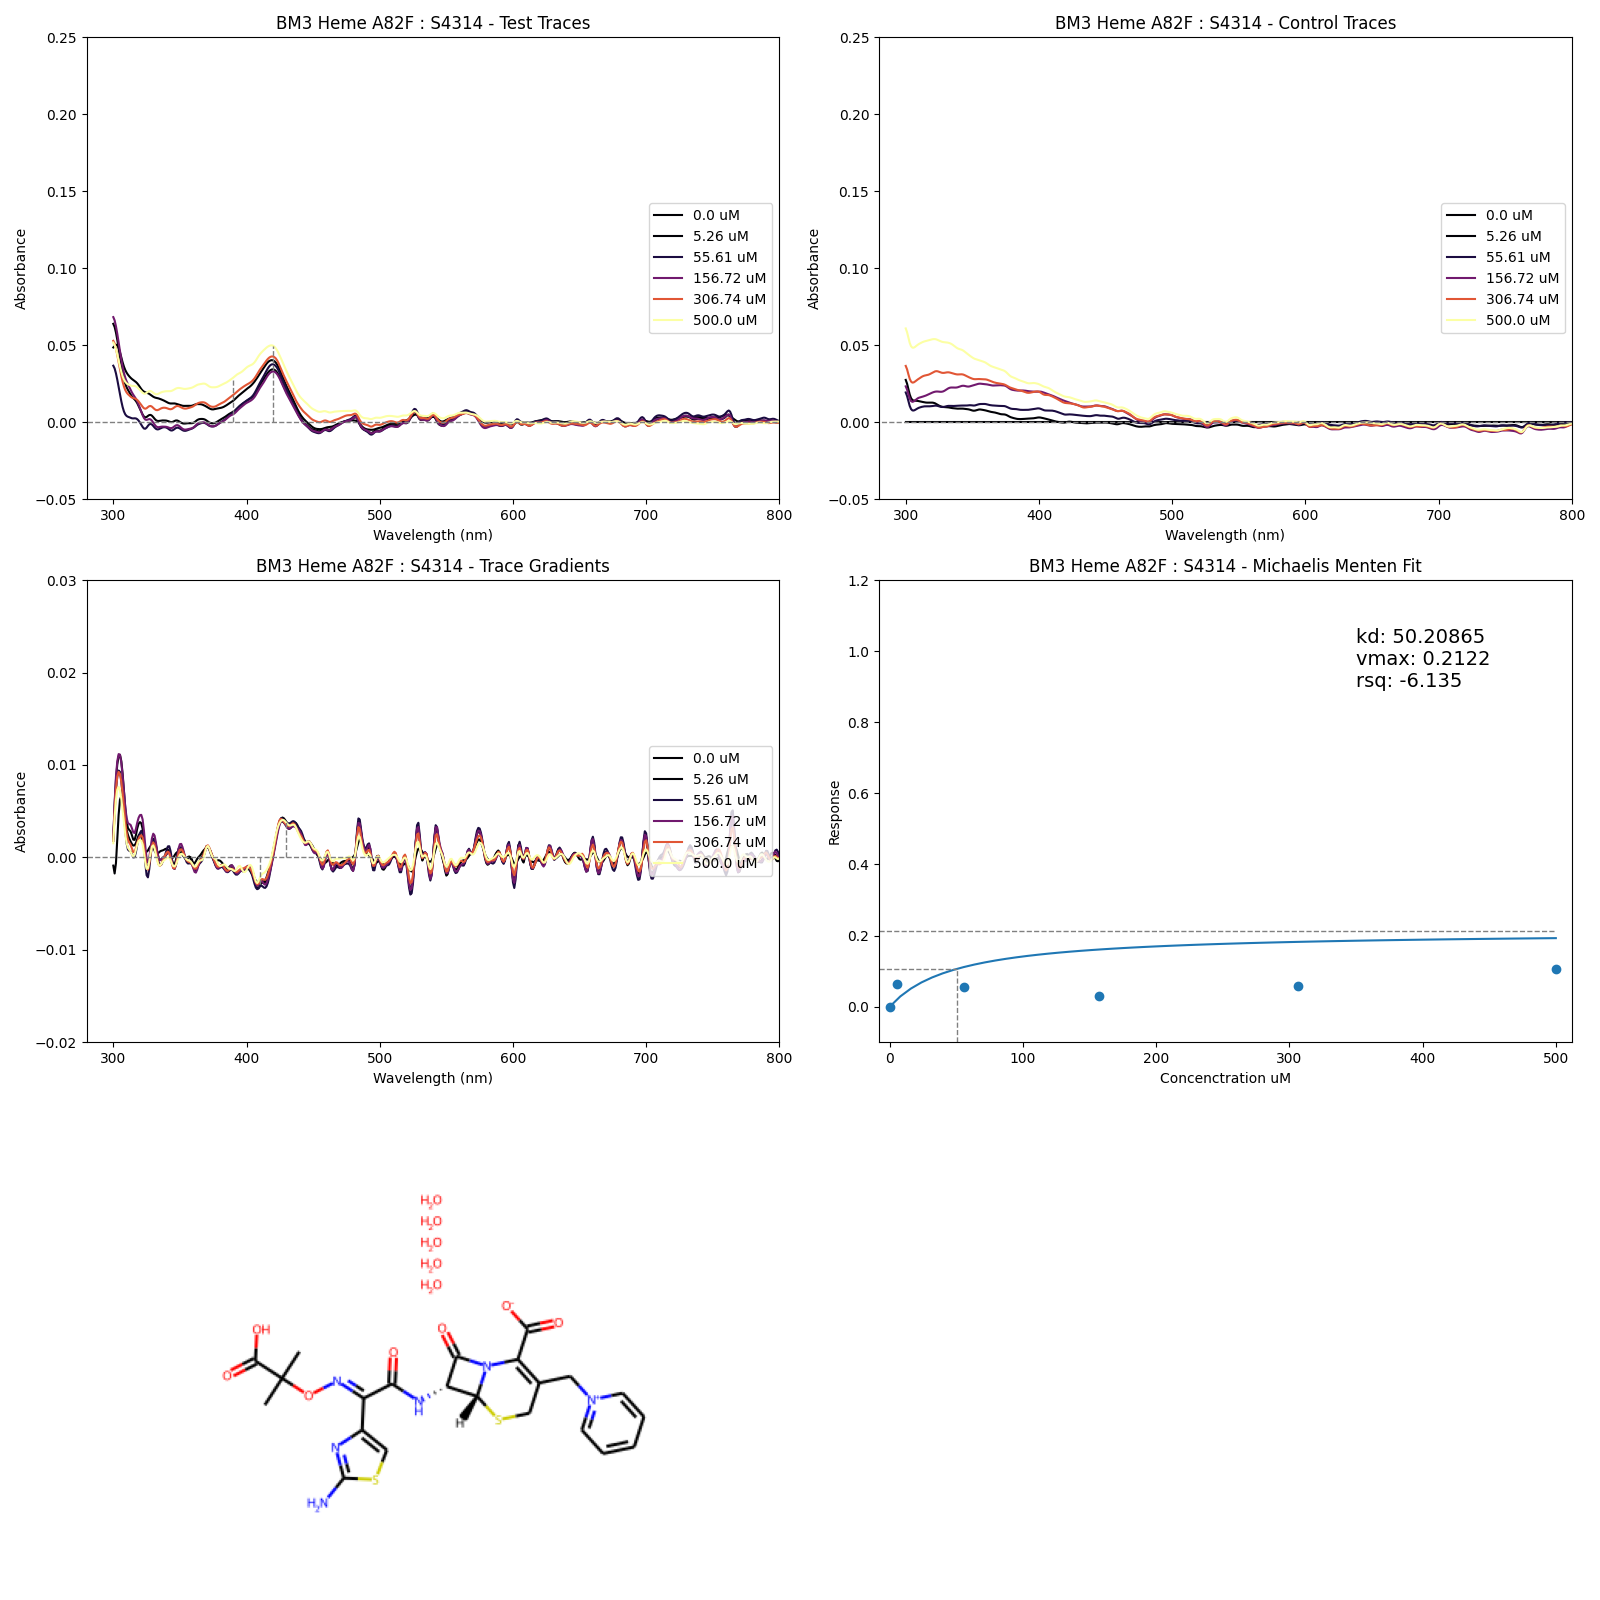 BM3 Heme A82F : S4314 - Test Traces
0.25
0.20
0.15
0.10
0.05
0.00
−0.05
Absorbance
300 400 500 600 700 800
Wavelength (nm)
0.0 uM
5.26 uM
55.61 uM
156.72 uM
306.74 uM
500.0 uM
BM3 Heme A82F : S4314 - Control Traces
0.25
0.20
0.15
0.10
0.05
0.00
−0.05
Absorbance
300 400 500 600 700 800
Wavelength (nm)
0.0 uM
5.26 uM
55.61 uM
156.72 uM
306.74 uM
500.0 uM
BM3 Heme A82F : S4314 - Trace Gradients
0.03
0.02
0.01
0.00
−0.01
−0.02
Absorbance
300 400 500 600 700 800
Wavelength (nm)
0.0 uM
5.26 uM
55.61 uM
156.72 uM
306.74 uM
500.0 uM
BM3 Heme A82F : S4314 - Michaelis Menten Fit
1.2
1.0
0.8
0.6
0.4
0.2
0.0
Response
0 100 200 300 400 500
Concenctration uM
kd: 50.20865
vmax: 0.2122
rsq: -6.135
H2O
H2O
H2O
H2O
H2O
O-
O
O
OH
O
O
N
O
N
H
N
H
S
N+
N
S
H2N